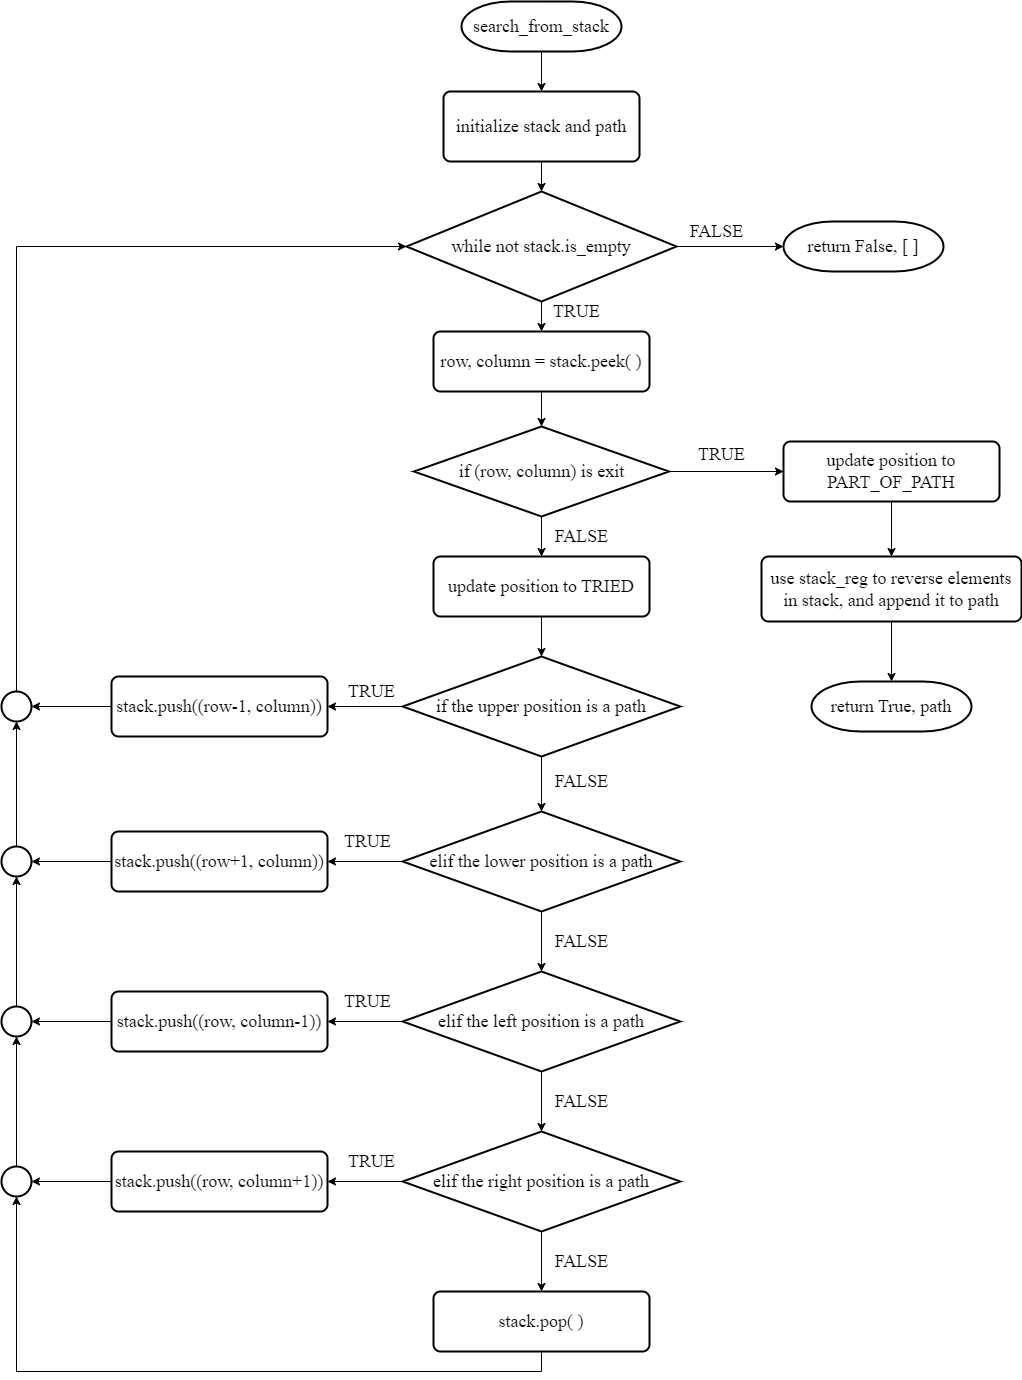 search_from_stack
initialize stack and path
while not stack.is_empty
FALSE
return False, [ ]
TRUE
row, column = stack.peek( )
if (row, column) is exit
TRUE
update position to
PART_OF_PATH
FALSE
update position to TRIED
use stack_reg to reverse elements
in stack, and append it to path
return True, path
if the upper position is a path
TRUE
stack.push((row-1, column))
FALSE
elif the lower position is a path
TRUE
stack.push((row+1, column))
FALSE
elif the left position is a path
TRUE
stack.push((row, column-1))
FALSE
elif the right position is a path
TRUE
stack.push((row, column+1))
FALSE
stack.pop( )